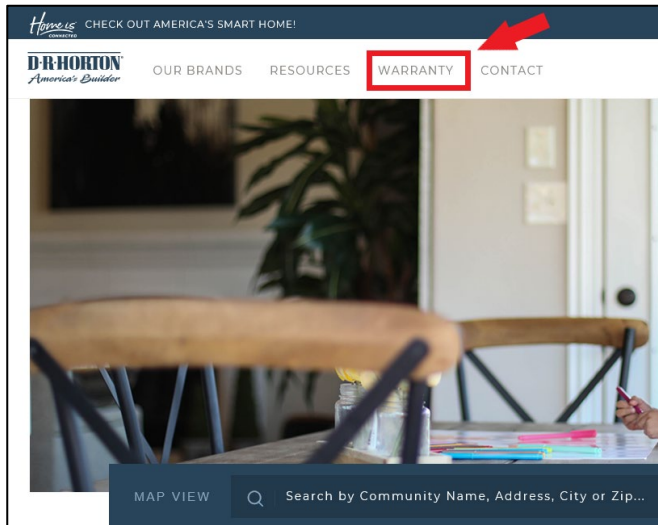 Home is CONNECTED CHECK OUT AMERICA'S SMART HOME!
D·R·HORTON OUR BRANDS RESOURCES WARRANTY CONTACT
America's Builder
MAP VIEW Search by Community Name, Address, City or Zip...